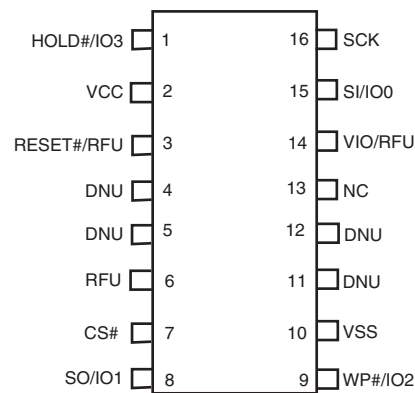 HOLD#/IO3 1 16 SCK
VCC 2 15 SI/IO0
RESET#/RFU 3 14 VIO/RFU
DNU 4 13 NC
DNU 5 12 DNU
RFU 6 11 DNU
CS# 7 10 VSS
SO/IO1 8 9 WP#/IO2